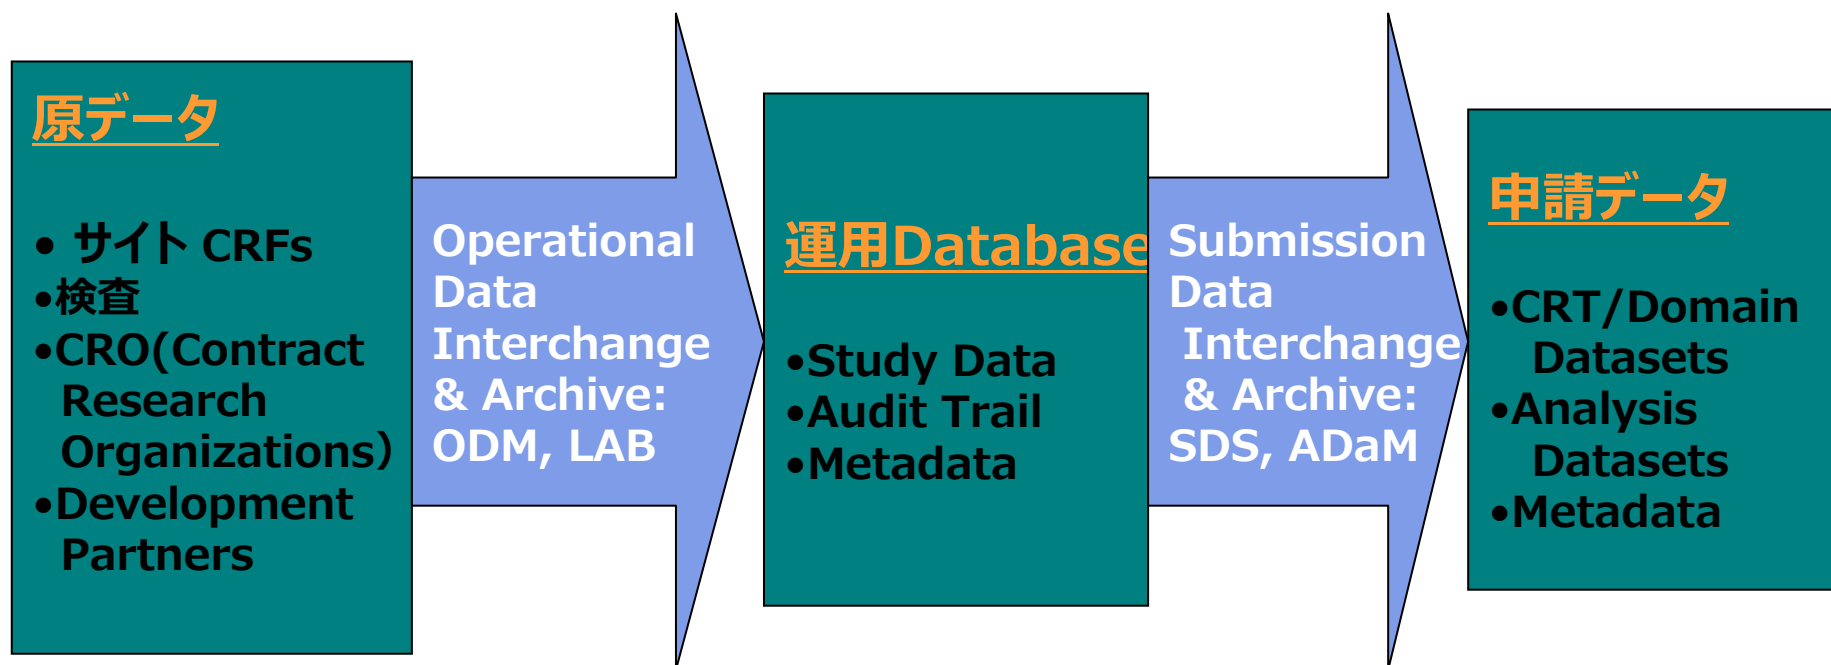 原データ
• サイト CRFs
•検査
•CRO(Contract
Research
Organizations)
•Development
Partners
Operational
Data
Interchange
& Archive:
ODM, LAB
運用Database
•Study Data
•Audit Trail
•Metadata
Submission
Data
Interchange
& Archive:
SDS, ADaM
申請データ
•CRT/Domain
Datasets
•Analysis
Datasets
•Metadata